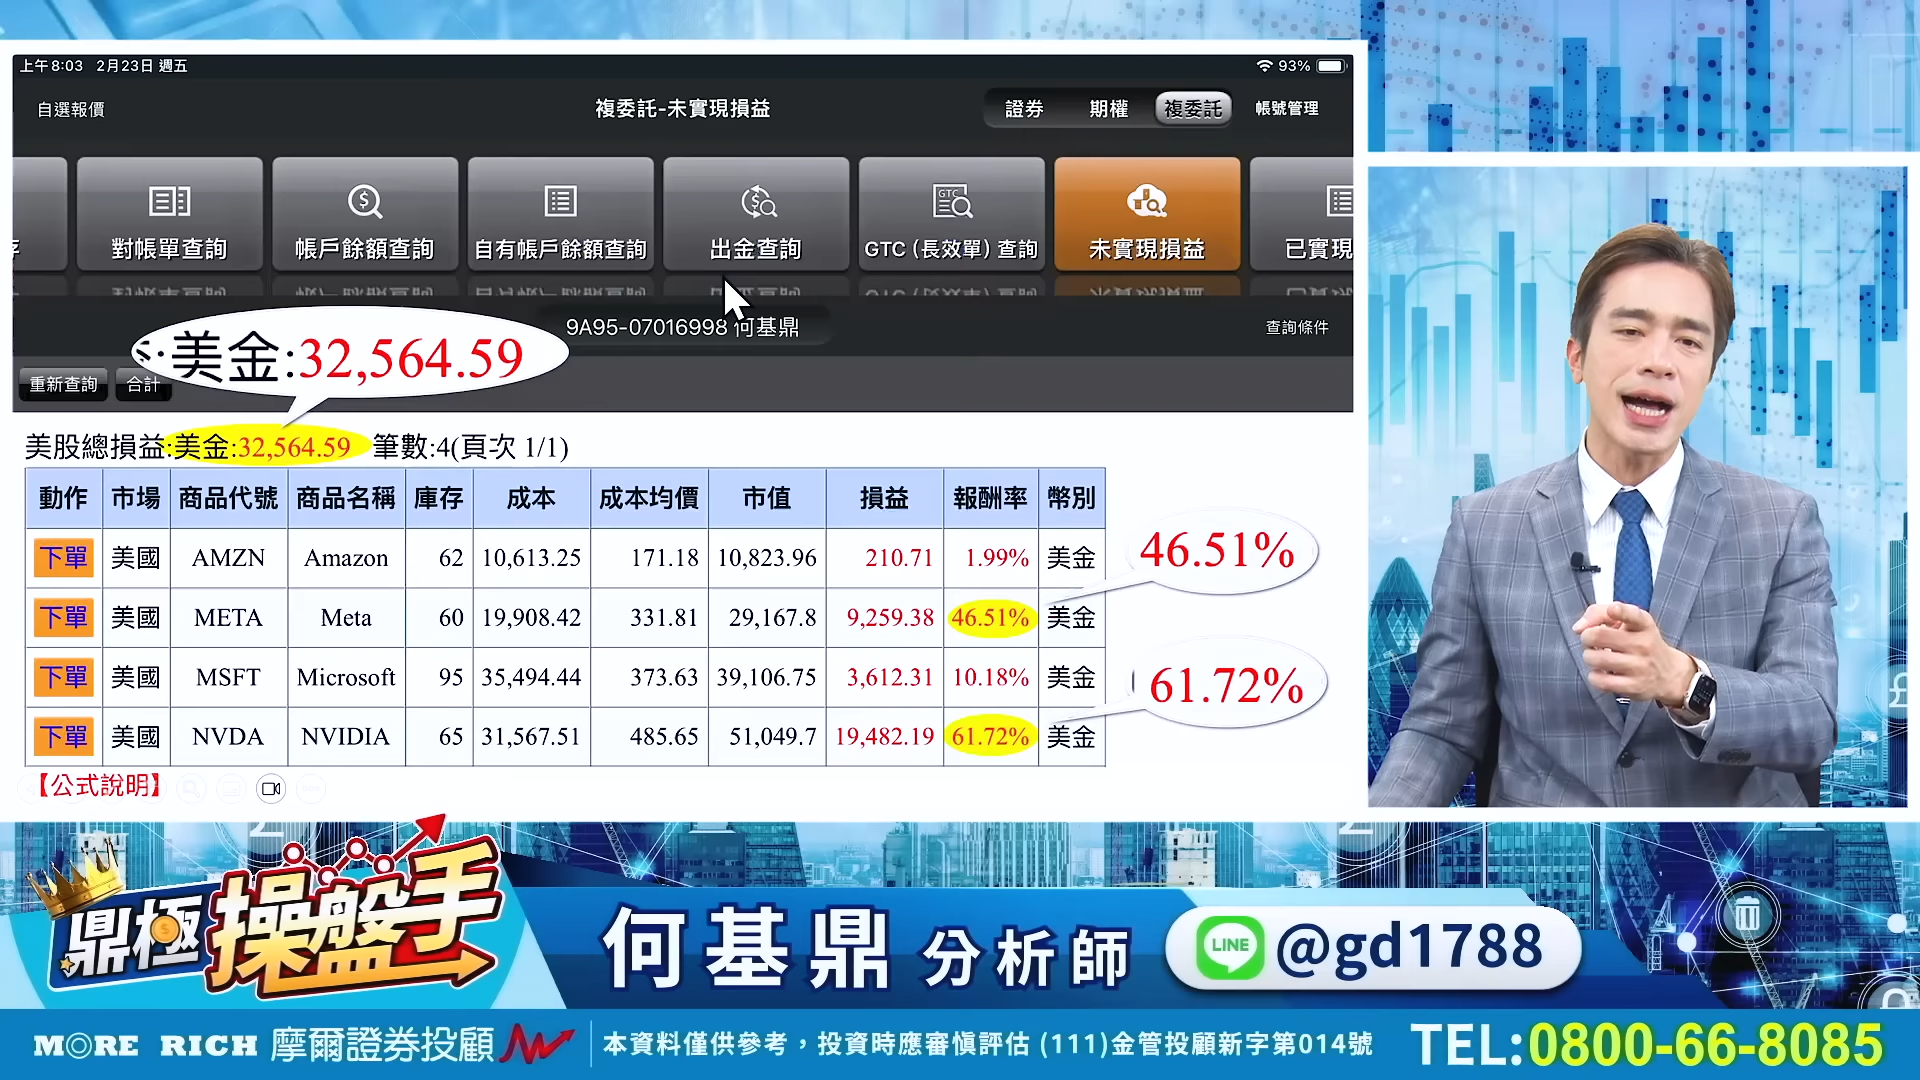 上午8:03 2月23日 週五
93%
自選報價
複委託-未實現損益
證券 期權 複委託 帳號管理
對帳單查詢 帳戶餘額查詢 自有帳戶餘額查詢 出金查詢 GTC (長效單) 查詢 未實現損益 已實現
9A95-07016998 何基鼎
查詢條件
美金:32,564.59
重新查詢 合計
美股總損益:美金:32,564.59 筆數:4(頁次 1/1)
動作 市場 商品代號 商品名稱 庫存 成本 成本均價 市值 損益 報酬率 幣別
下單 美國 AMZN Amazon 62 10,613.25 171.18 10,823.96 210.71 1.99% 美金
46.51%
下單 美國 META Meta 60 19,908.42 331.81 29,167.8 9,259.38 46.51% 美金
下單 美國 MSFT Microsoft 95 35,494.44 373.63 39,106.75 3,612.31 10.18% 美金
61.72%
下單 美國 NVDA NVIDIA 65 31,567.51 485.65 51,049.7 19,482.19 61.72% 美金
【公式說明】
鼎極操盤手
何基鼎 分析師
LINE @gd1788
MORE RICH 摩爾證券投顧
本資料僅供參考，投資時應審慎評估 (111)金管投顧新字第014號
TEL:0800-66-8085